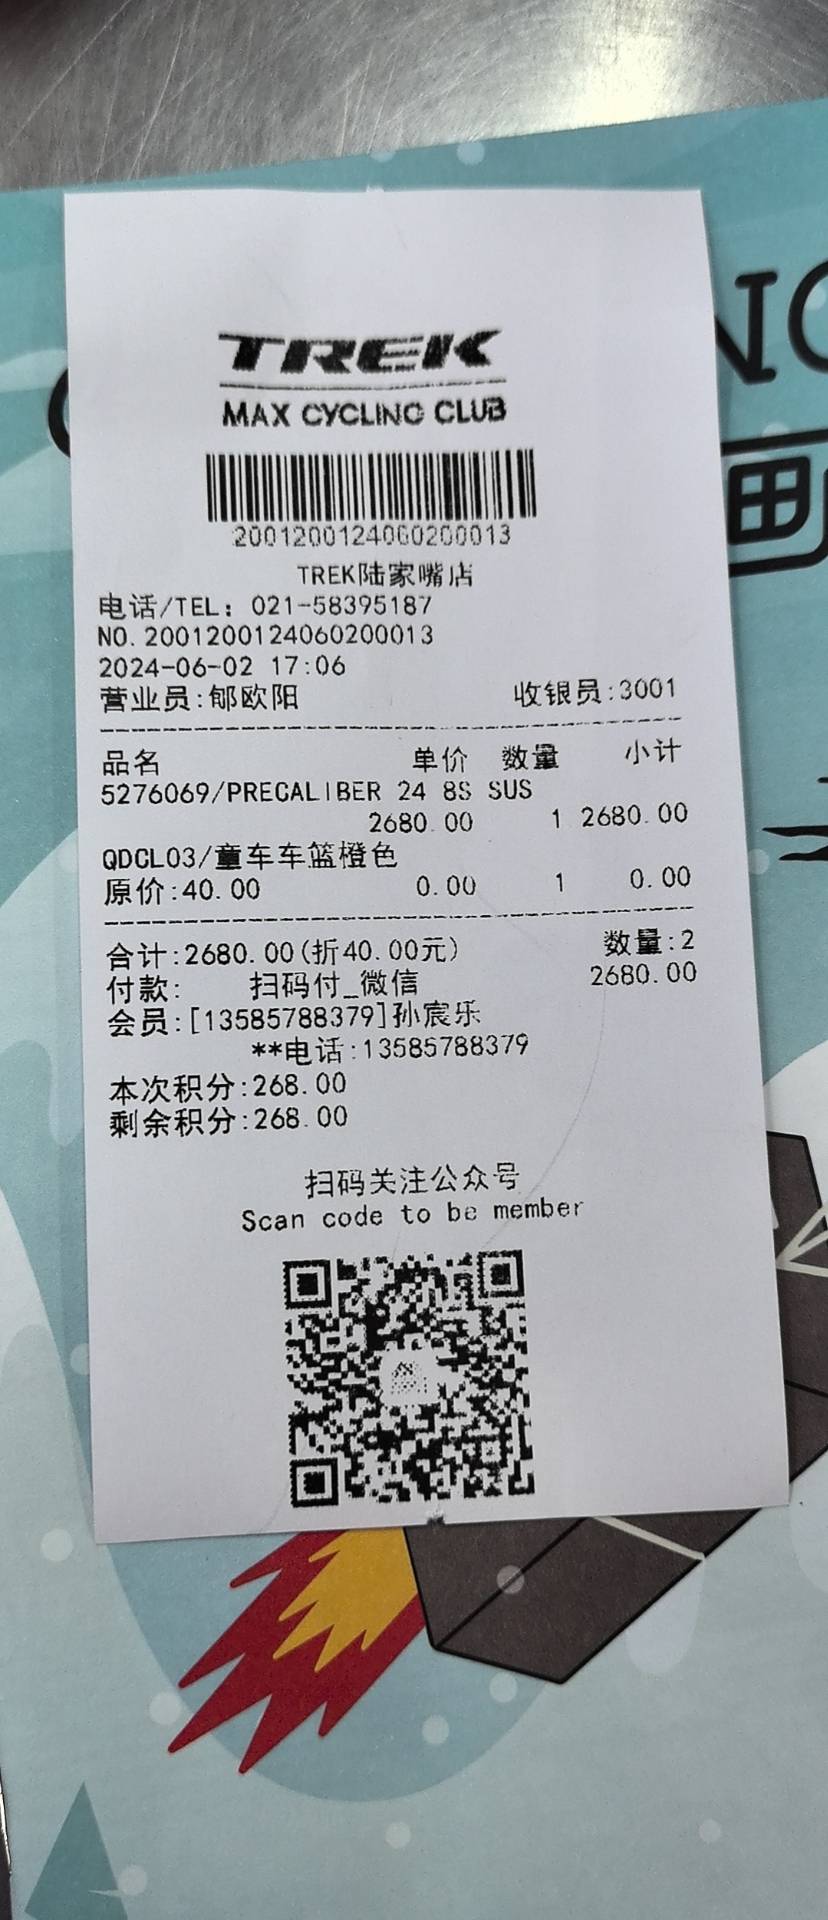 TREK
MAX CYCLING CLUB
2001200124060200013
TREK陆家嘴店
电话/TEL: 021-58395187
NO.2001200124060200013
2024-06-02 17:06
营业员:郇欧阳 收银员:3001
品名 单价 数量 小计
5276069/PRECALIBER 24 8S SUS
2680.00 1 2680.00
QDCL03/童车车篮橙色
原价:40.00 0.00 1 0.00
合计:2680.00(折40.00元) 数量:2
付款: 扫码付_微信 2680.00
会员:[13585788379]孙宸乐
**电话:13585788379
本次积分:268.00
剩余积分:268.00
扫码关注公众号
Scan code to be member
画